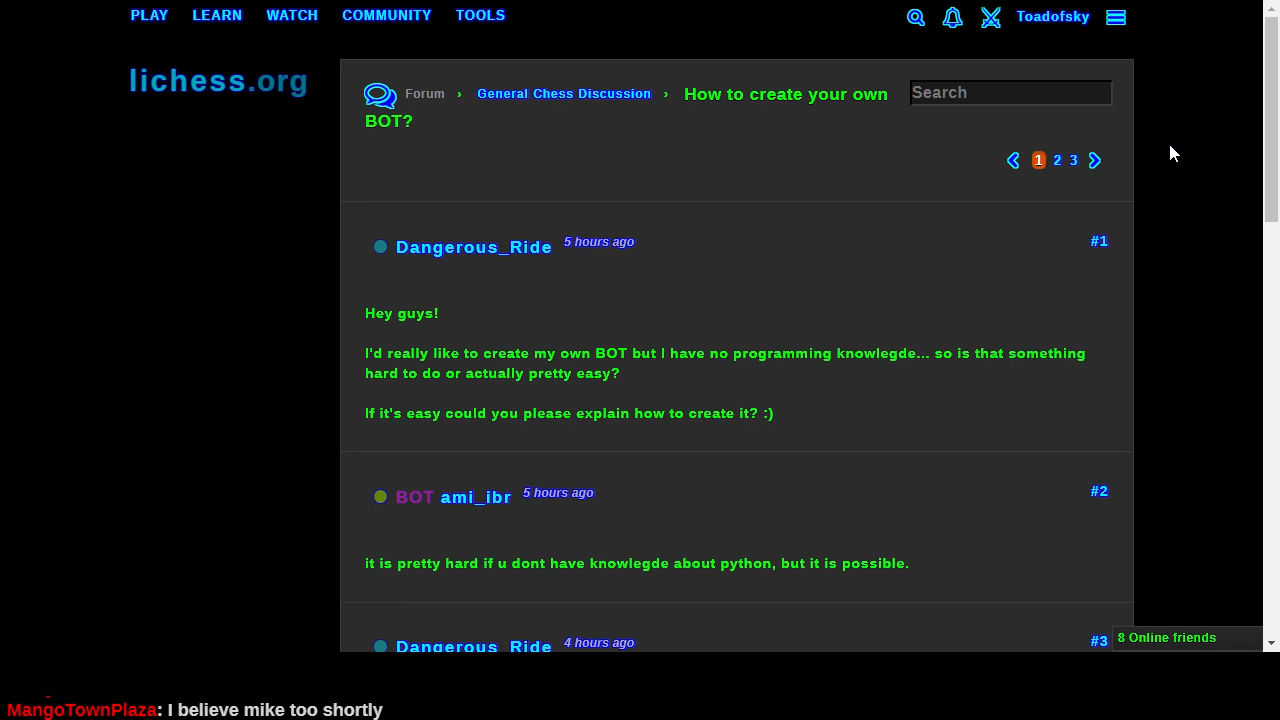 PLAY LEARN WATCH COMMUNITY TOOLS Toadofsky
lichess.org
Forum › General Chess Discussion › How to create your own Search
BOT?
1 2 3
Dangerous_Ride 5 hours ago #1
Hey guys!
I'd really like to create my own BOT but I have no programming knowlegde... so is that something
hard to do or actually pretty easy?
If it's easy could you please explain how to create it? :)
BOT ami_ibr 5 hours ago #2
it is pretty hard if u dont have knowlegde about python, but it is possible.
Dangerous_Ride 4 hours ago #3
8 Online friends
MangoTownPlaza: I believe mike too shortly